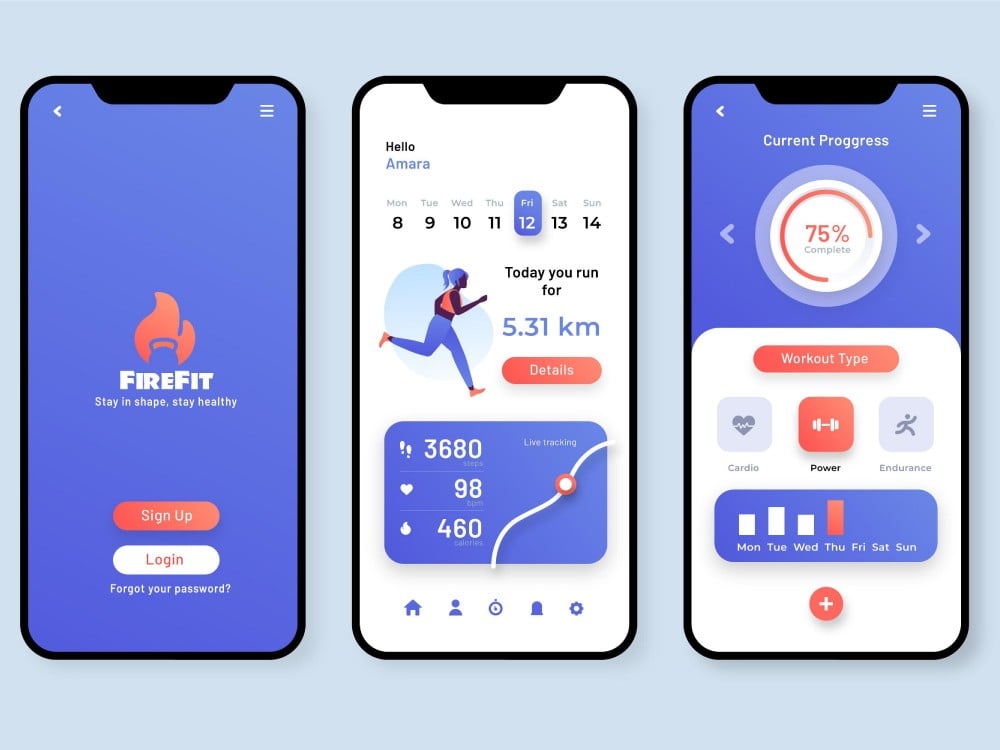 FIREFIT
Stay in shape, stay healthy
Sign Up
Login
Forgot your password?
Hello
Amara
Mon Tue Wed Thu Fri Sat Sun
8 9 10 11 12 13 14
Today you run
for
5.31 km
Details
3680
steps
Live tracking
98
bpm
460
calories
Current Proggress
75%
Complete
Workout Type
Cardio Power Endurance
Mon Tue Wed Thu Fri Sat Sun